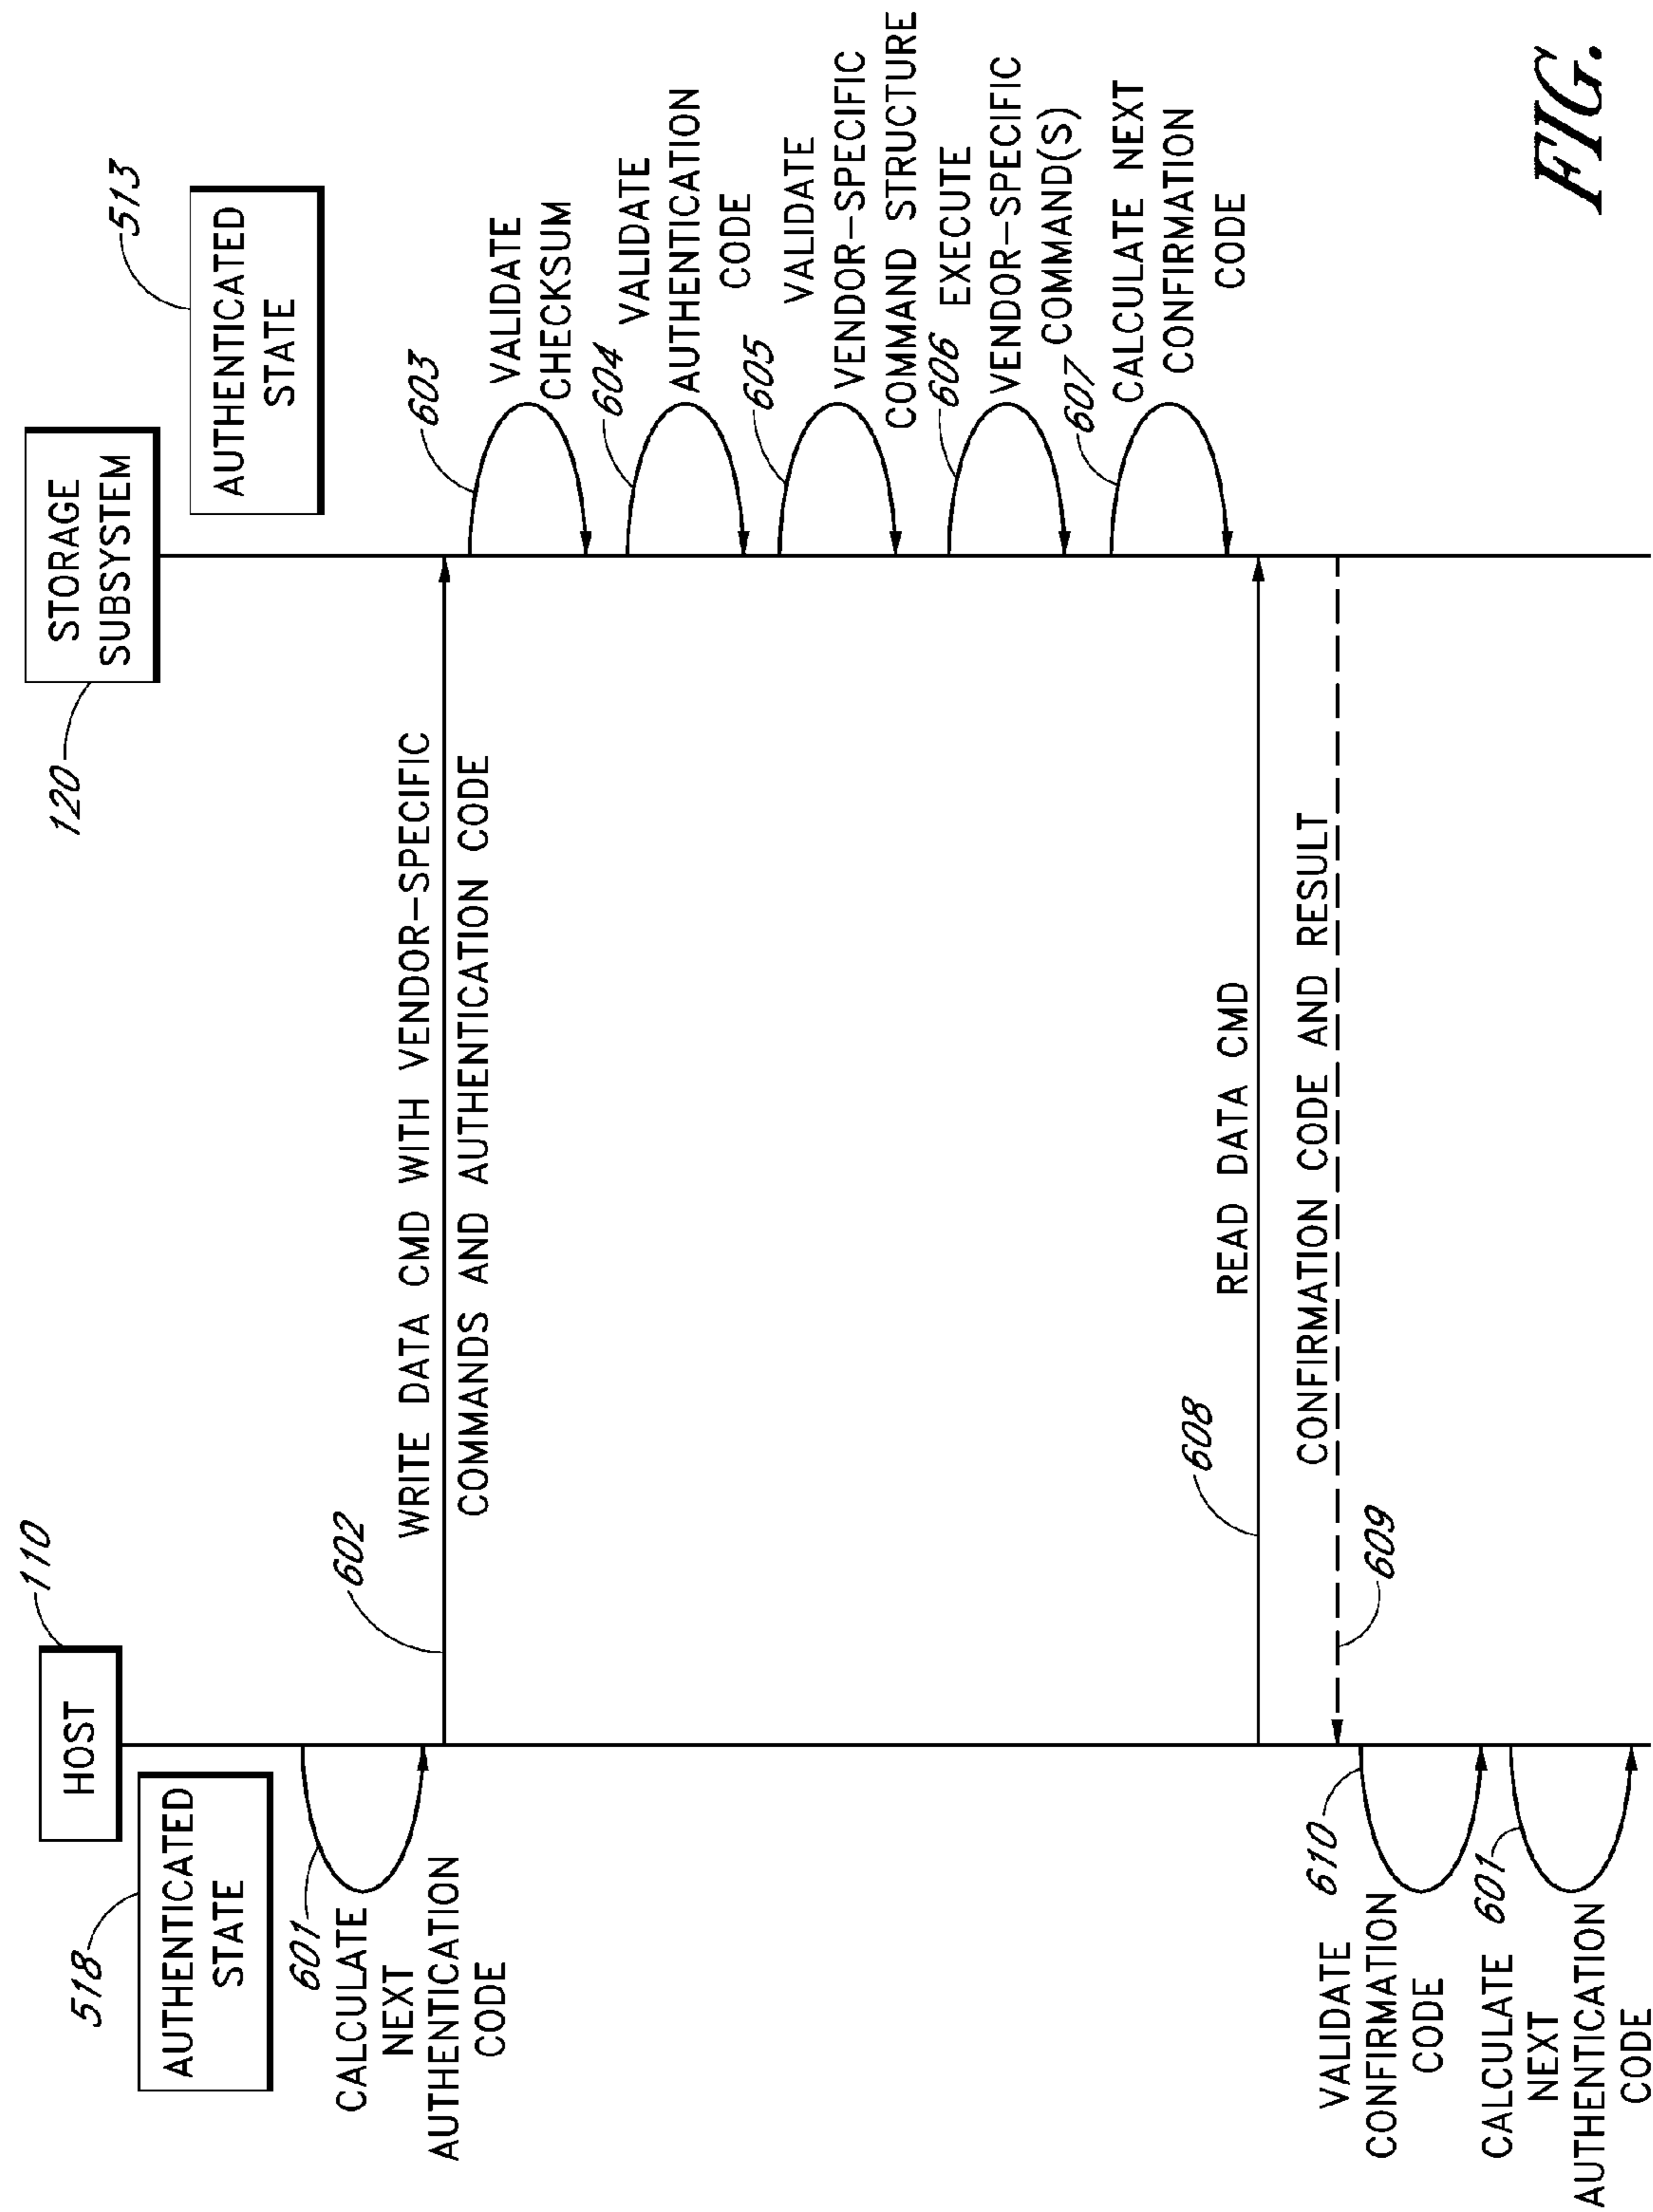 110
HOST
518
AUTHENTICATED
STATE
120
STORAGE
SUBSYSTEM
513
AUTHENTICATED
STATE
601
CALCULATE
NEXT
AUTHENTICATION
CODE
602
WRITE DATA CMD WITH VENDOR-SPECIFIC
COMMANDS AND AUTHENTICATION CODE
603
VALIDATE
CHECKSUM
604
VALIDATE
AUTHENTICATION
CODE
605
VALIDATE
VENDOR-SPECIFIC
COMMAND STRUCTURE
606
EXECUTE
VENDOR-SPECIFIC
COMMAND(S)
607
CALCULATE NEXT
CONFIRMATION
CODE
608
READ DATA CMD
CONFIRMATION CODE AND RESULT
609
610
VALIDATE
CONFIRMATION
CODE
601
CALCULATE
NEXT
AUTHENTICATION
CODE
FIG.